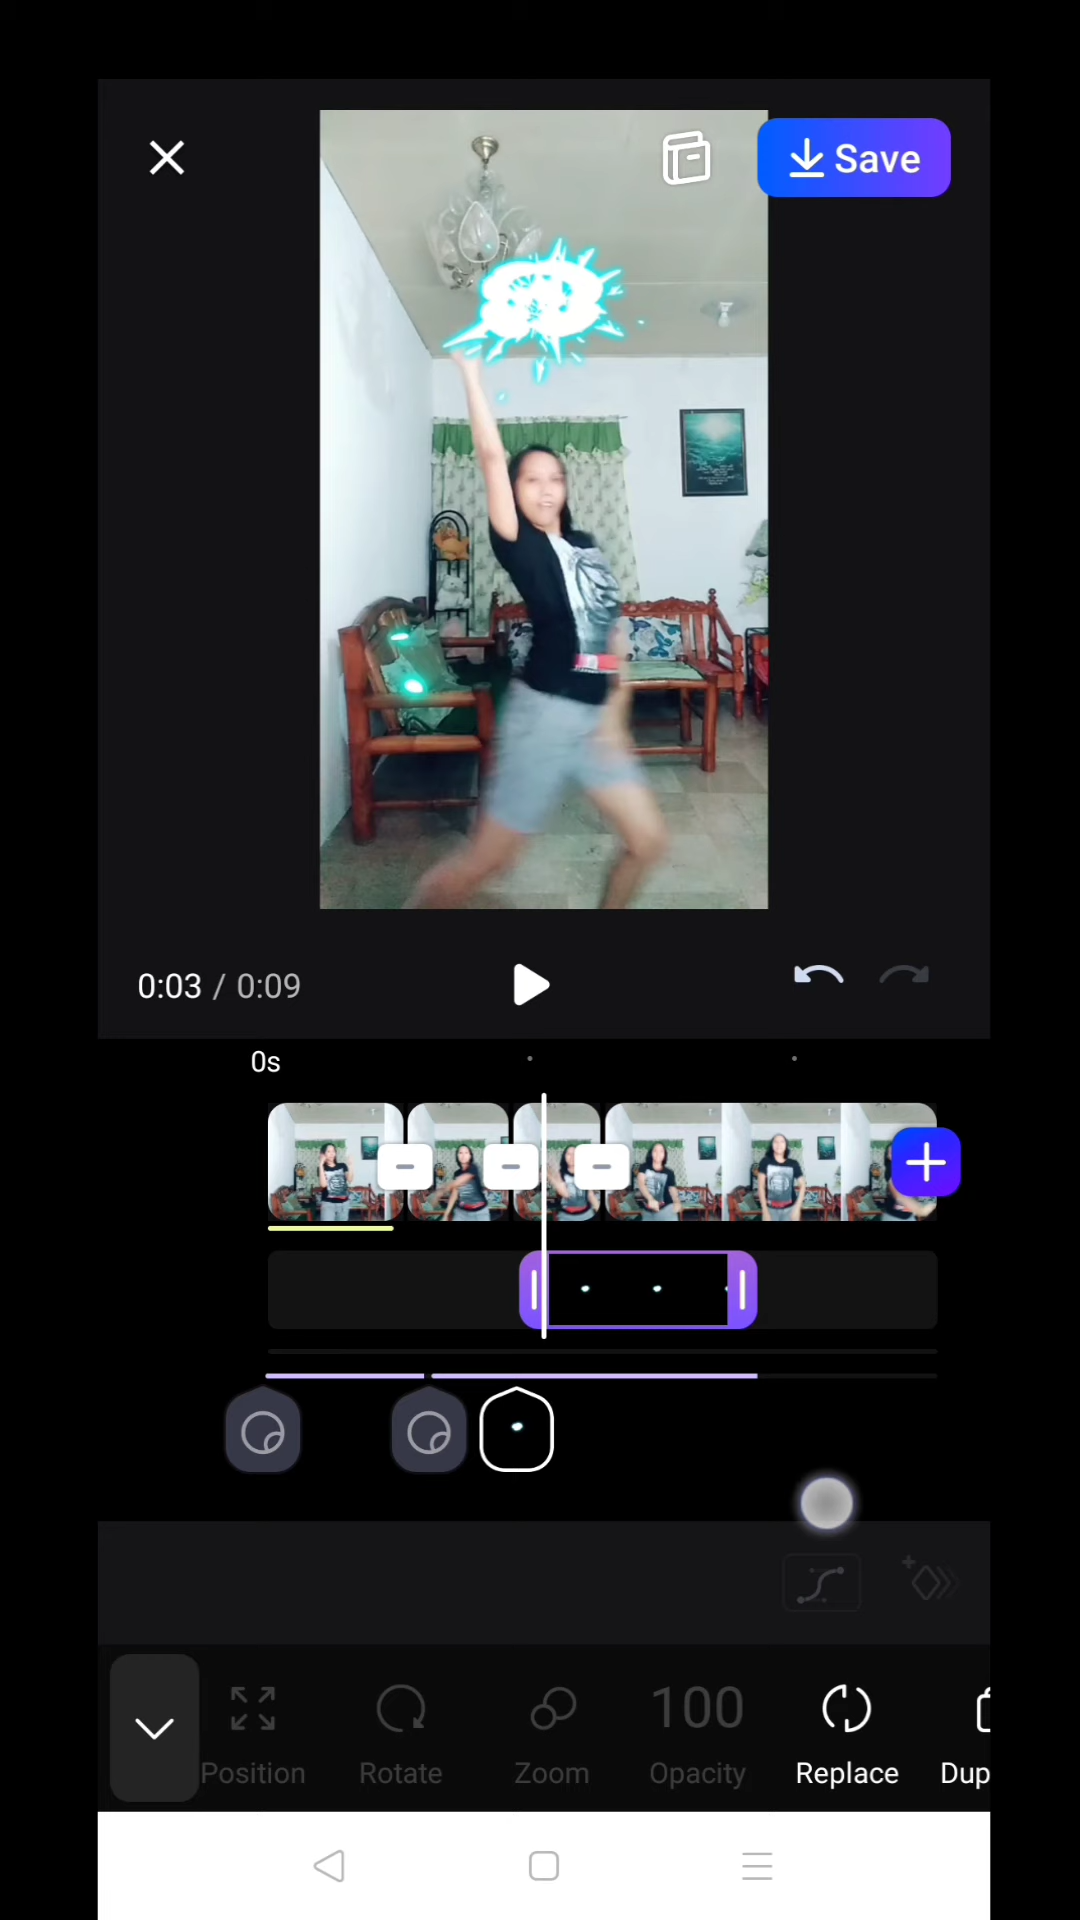 Save
0:03 / 0:09
0s
Position
Rotate
Zoom
100
Opacity
Replace
Dup